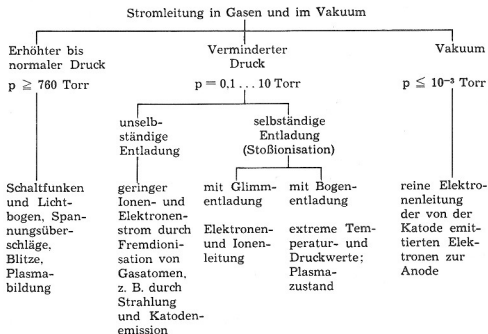 Stromleitung in Gasen und im Vakuum
Erhöhter bis
normaler Druck
p ≧ 760 Torr
Verminderter
Druck
p = 0,1 ... 10 Torr
Vakuum
p ≦ 10⁻³ Torr
unselb-
ständige
Entladung
selbständige
Entladung
(Stoßionisation)
Schaltfunken
und Licht-
bogen, Span-
nungsüber-
schläge,
Blitze,
Plasma-
bildung
geringer
Ionen- und
Elektronen-
strom durch
Fremdioni-
sation von
Gasatomen,
z. B. durch
Strahlung
und Katoden-
emission
mit Glimm-
entladung
Elektronen-
und Ionen-
leitung
mit Bogen-
entladung
extreme Tem-
peratur- und
Druckwerte;
Plasma-
zustand
reine Elektro-
nenleitung
der von der
Katode emit-
tierten Elek-
tronen zur
Anode